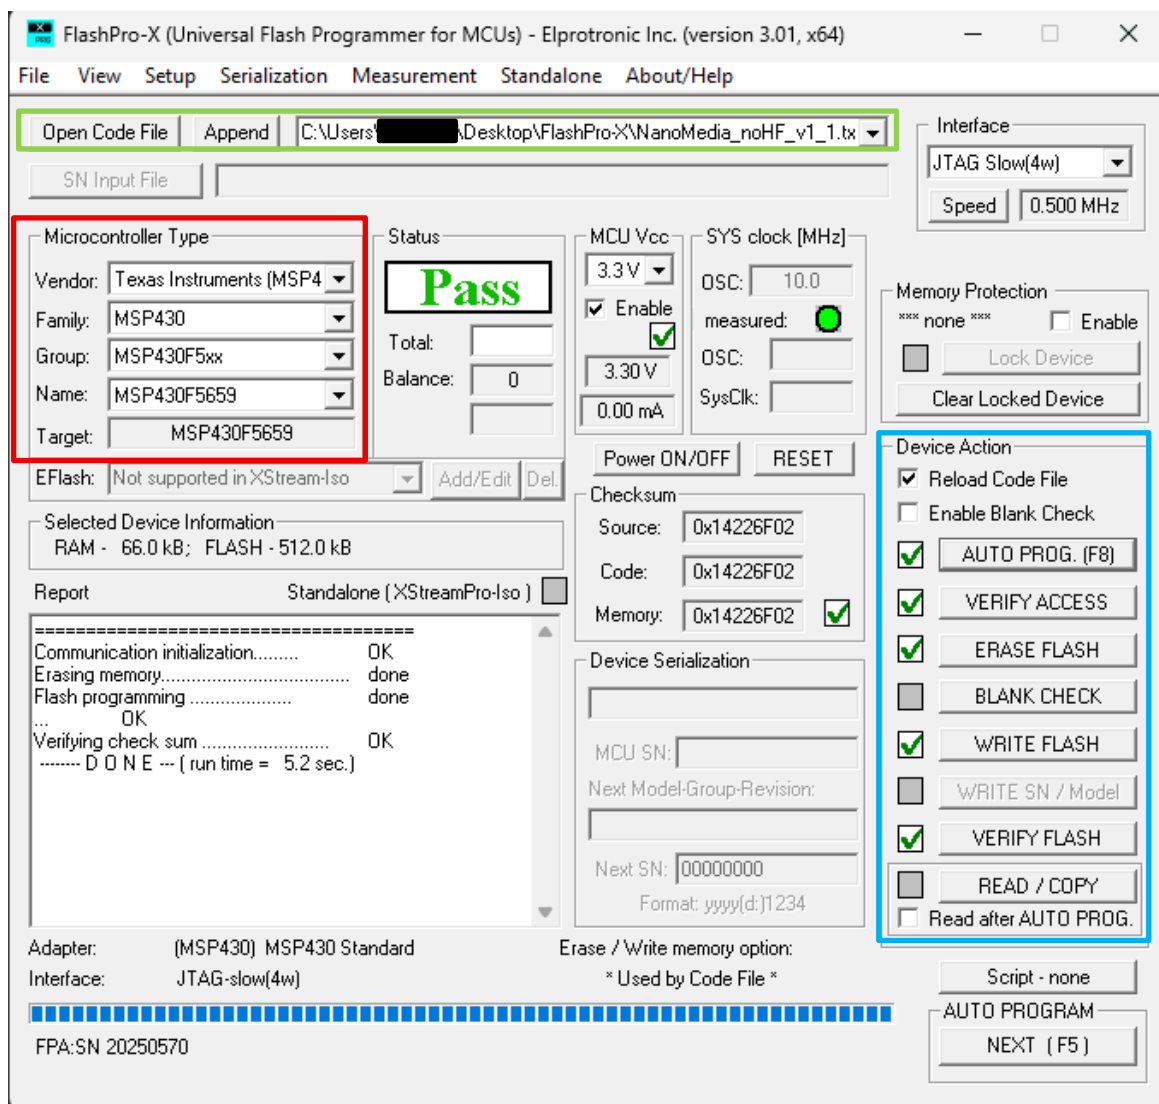 FlashPro-X (Universal Flash Programmer for MCUs) - Elprotronic Inc. (version 3.01, x64)
File View Setup Serialization Measurement Standalone About/Help
Open Code File Append C:\Users\ \Desktop\FlashPro-X\NanoMedia_noHF_v1_1.tx
SN Input File
Interface
JTAG Slow(4w)
Speed 0.500 MHz
Microcontroller Type
Vendor: Texas Instruments (MSP4
Family: MSP430
Group: MSP430F5xx
Name: MSP430F5659
Target: MSP430F5659
EFlash: Not supported in XStream-Iso Add/Edit Del.
Status
Pass
Total:
Balance: 0
MCU Vcc
3.3 V
Enable
3.30 V
0.00 mA
SYS clock [MHz]
OSC: 10.0
measured:
OSC:
SysClk:
Power ON/OFF RESET
Memory Protection
*** none *** Enable
Lock Device
Clear Locked Device
Selected Device Information
RAM - 66.0 kB; FLASH - 512.0 kB
Checksum
Source: 0x14226F02
Code: 0x14226F02
Memory: 0x14226F02
Report Standalone ( XStreamPro-Iso )
=====================================
Communication initialization......... OK
Erasing memory..................................... done
Flash programming .................... done
... OK
Verifying check sum ......................... OK
-------- D O N E --- ( run time = 5.2 sec.)
Device Serialization
MCU SN:
Next Model-Group-Revision:
Next SN: 00000000
Format: yyyy(d:)1234
Device Action
Reload Code File
Enable Blank Check
AUTO PROG. (F8)
VERIFY ACCESS
ERASE FLASH
BLANK CHECK
WRITE FLASH
WRITE SN / Model
VERIFY FLASH
READ / COPY
Read after AUTO PROG.
Adapter: (MSP430) MSP430 Standard
Interface: JTAG-slow(4w)
Erase / Write memory option:
* Used by Code File *
Script - none
AUTO PROGRAM
NEXT ( F5 )
FPA:SN 20250570